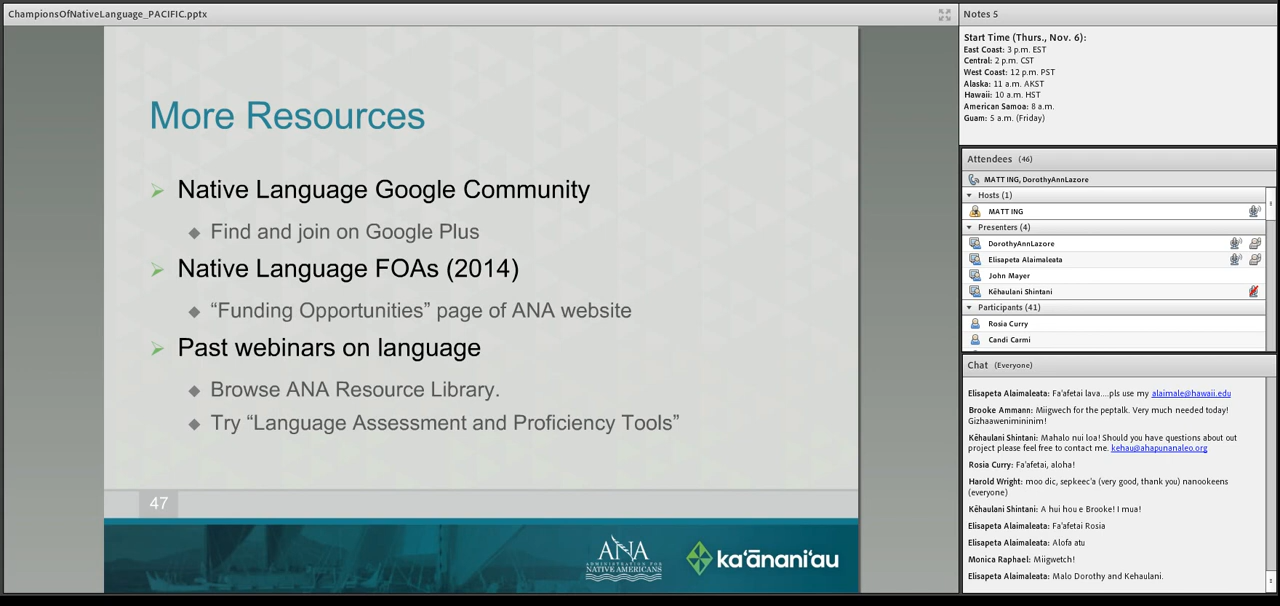 ChampionsOfNativeLanguage_PACIFIC.pptx
More Resources
Native Language Google Community
Find and join on Google Plus
Native Language FOAs (2014)
“Funding Opportunities” page of ANA website
Past webinars on language
Browse ANA Resource Library.
Try “Language Assessment and Proficiency Tools”
47
ANA
ADMINISTRATION FOR
NATIVE AMERICANS
ka‘ānani‘au
Notes 5
Start Time (Thurs., Nov. 6):
East Coast: 3 p.m. EST
Central: 2 p.m. CST
West Coast: 12 p.m. PST
Alaska: 11 a.m. AKST
Hawaii: 10 a.m. HST
American Samoa: 8 a.m.
Guam: 5 a.m. (Friday)
Attendees (46)
MATT ING, DorothyAnnLazore
Hosts (1)
MATT ING
Presenters (4)
DorothyAnnLazore
Elisapeta Alaimaleata
John Mayer
Kēhaulani Shintani
Participants (41)
Rosia Curry
Candi Carmi
Chat (Everyone)
Elisapeta Alaimaleata: Fa'afetai lava....pls use my alaimale@hawaii.edu
Brooke Ammann: Miigwech for the peptalk. Very much needed today!
Gizhaawenimininim!
Kēhaulani Shintani: Mahalo nui loa! Should you have questions about out
project please feel free to contact me. kehau@ahapunanaleo.org
Rosia Curry: Fa'afetai, aloha!
Harold Wright: moo dic, sepkeec'a (very good, thank you) nanookeens
(everyone)
Kēhaulani Shintani: A hui hou e Brooke! I mua!
Elisapeta Alaimaleata: Fa'afetai Rosia
Elisapeta Alaimaleata: Alofa atu
Monica Raphael: Miigwetch!
Elisapeta Alaimaleata: Malo Dorothy and Kehaulani.